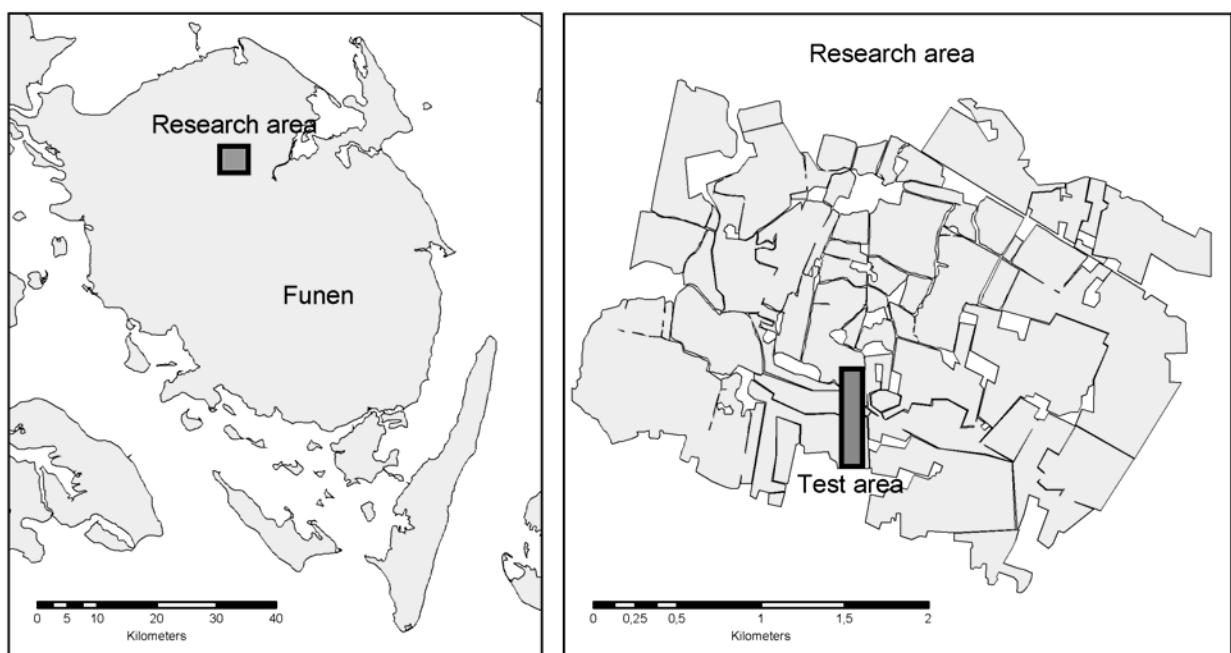 Research area
Funen
0 5 10 20 30 40
Kilometers
Research area
Test area
0 0,25 0,5 1 1,5 2
Kilometers